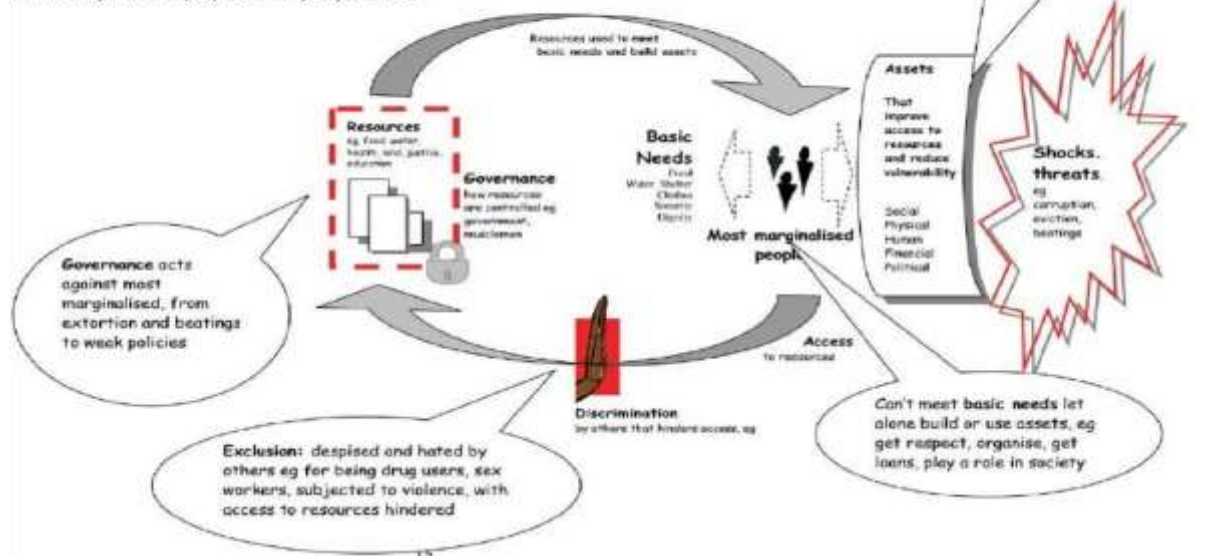 Resources used to meet
basic needs and build assets
Assets
That
improve
access to
resources
and reduce
vulnerability
Social
Physical
Human
Financial
Political
Shocks.
threats
eg
corruption,
eviction,
beatings
Resources
eg food water,
health, land, justice,
education
Governance
how resources
are controlled eg
government,
musclemen
Basic
Needs
Food
Water Shelter
Clothes
Security
Dignity
Most marginalised
people
Governance acts
against most
marginalised, from
extortion and beatings
to weak policies
Access
to resources
Discrimination
by others that hinders access, eg
Exclusion: despised and hated by
others eg for being drug users, sex
workers, subjected to violence, with
access to resources hindered
Can't meet basic needs let
alone build or use assets, eg
get respect, organise, get
loans, play a role in society